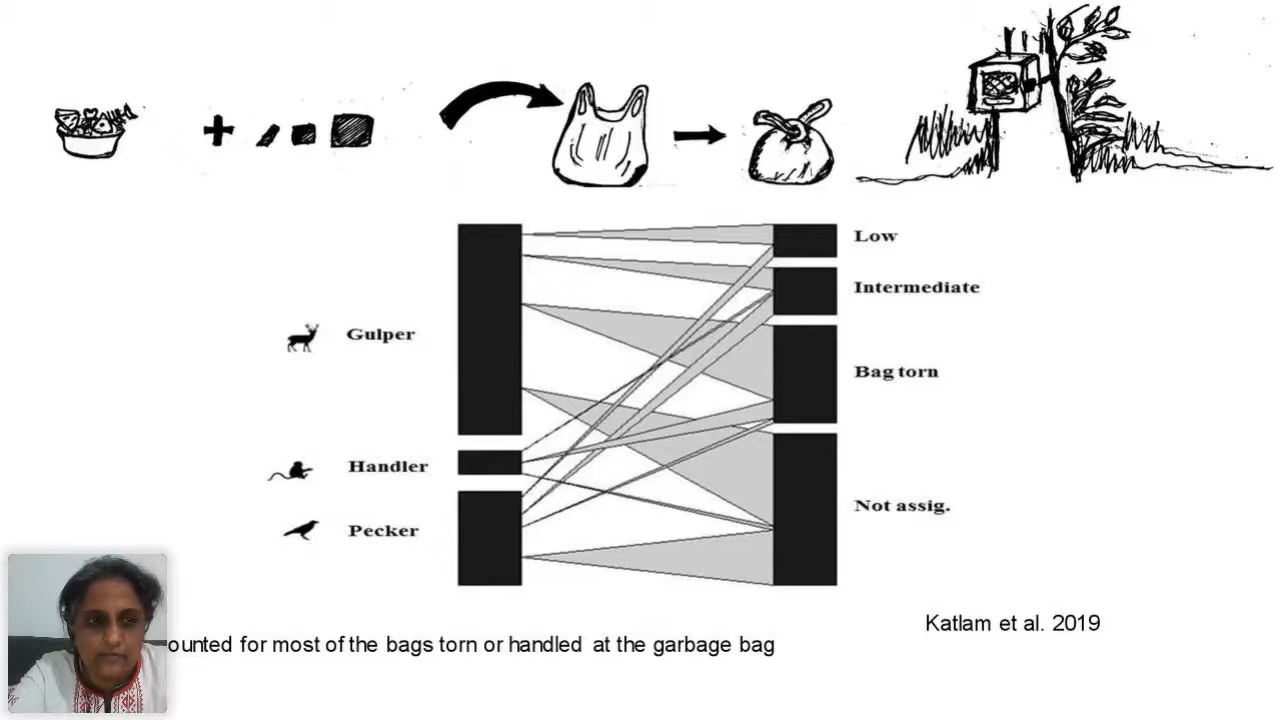 Low
Intermediate
Gulper
Bag torn
Handler
Not assig.
Pecker
Katlam et al. 2019
for most of the bags torn or handled at the garbage bag